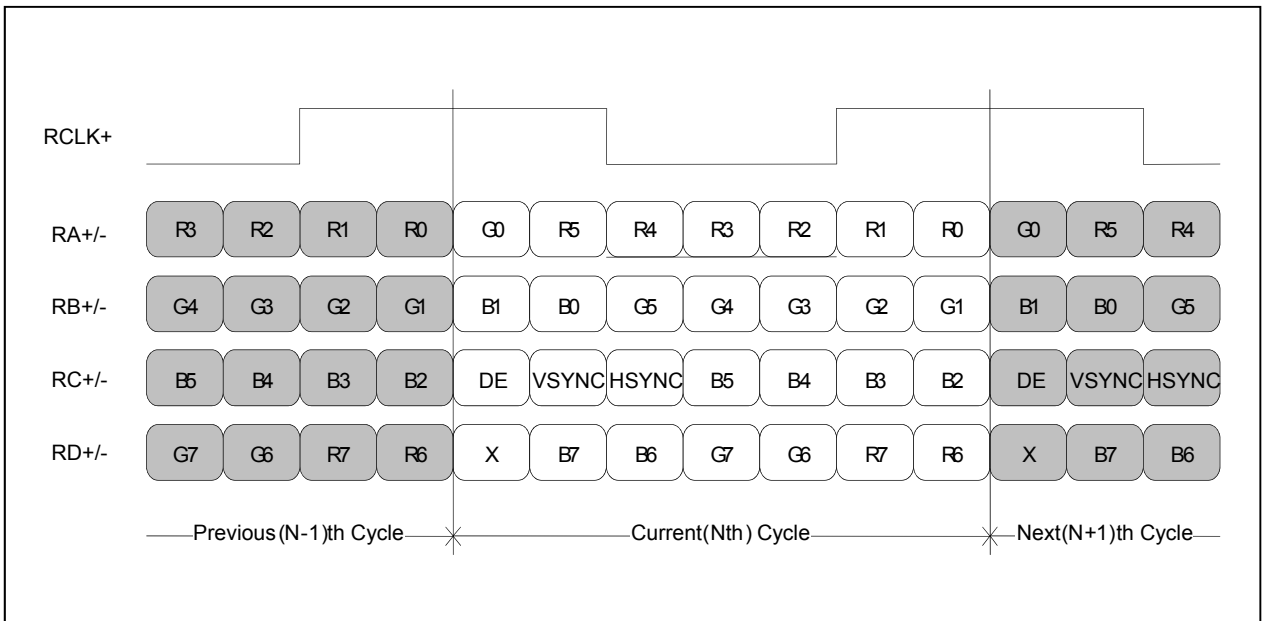 RCLK+
RA+/- R3 R2 R1 R0 G0 R5 R4 R3 R2 R1 R0 G0 R5 R4
RB+/- G4 G3 G2 G1 B1 B0 G5 G4 G3 G2 G1 B1 B0 G5
RC+/- B5 B4 B3 B2 DE VSYNC HSYNC B5 B4 B3 B2 DE VSYNC HSYNC
RD+/- G7 G6 R7 R6 X B7 B6 G7 G6 R7 R6 X B7 B6
Previous (N-1)th Cycle Current(Nth) Cycle Next(N+1)th Cycle